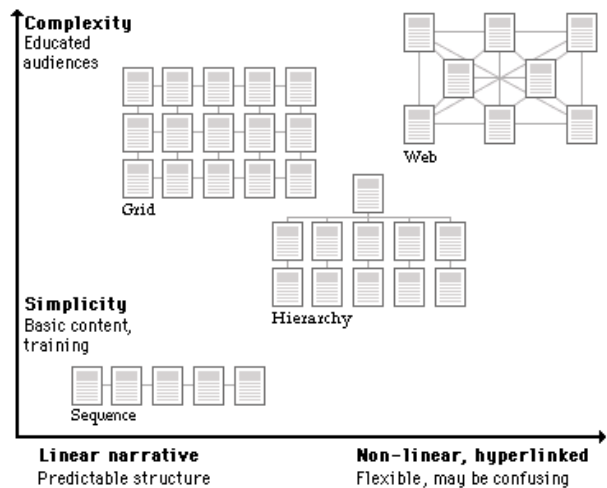 Complexity
Educated
audiences
Web
Grid
Simplicity
Basic content,
training
Hierarchy
Sequence
Linear narrative
Predictable structure
Non-linear, hyperlinked
Flexible, may be confusing